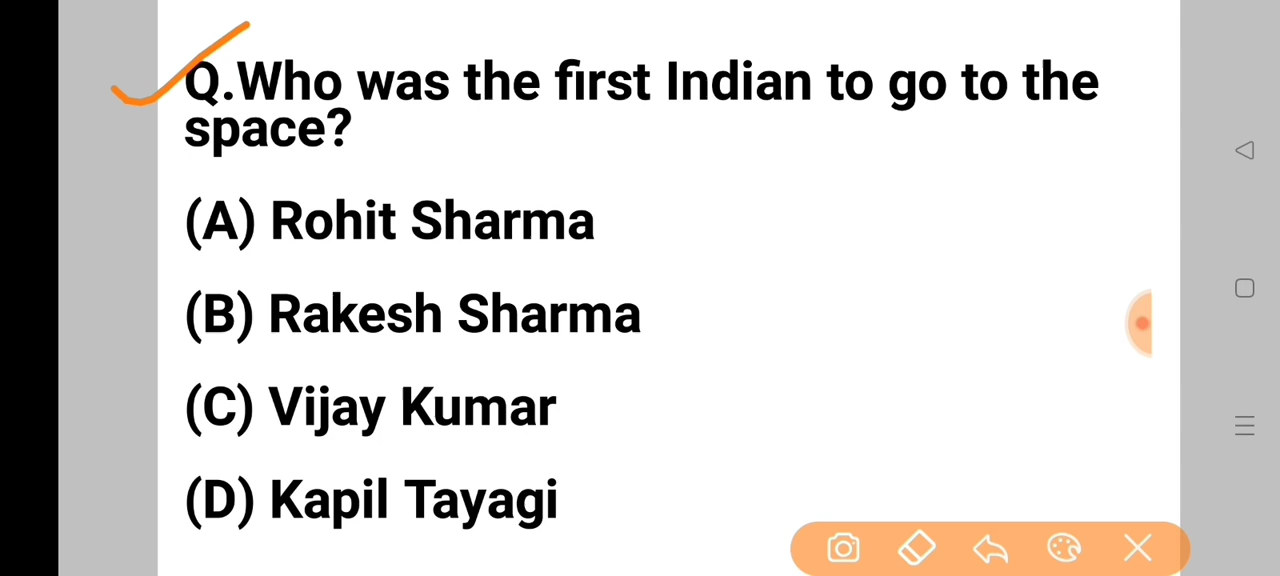 Q.Who was the first Indian to go to the
space?
(A) Rohit Sharma
(B) Rakesh Sharma
(C) Vijay Kumar
(D) Kapil Tayagi